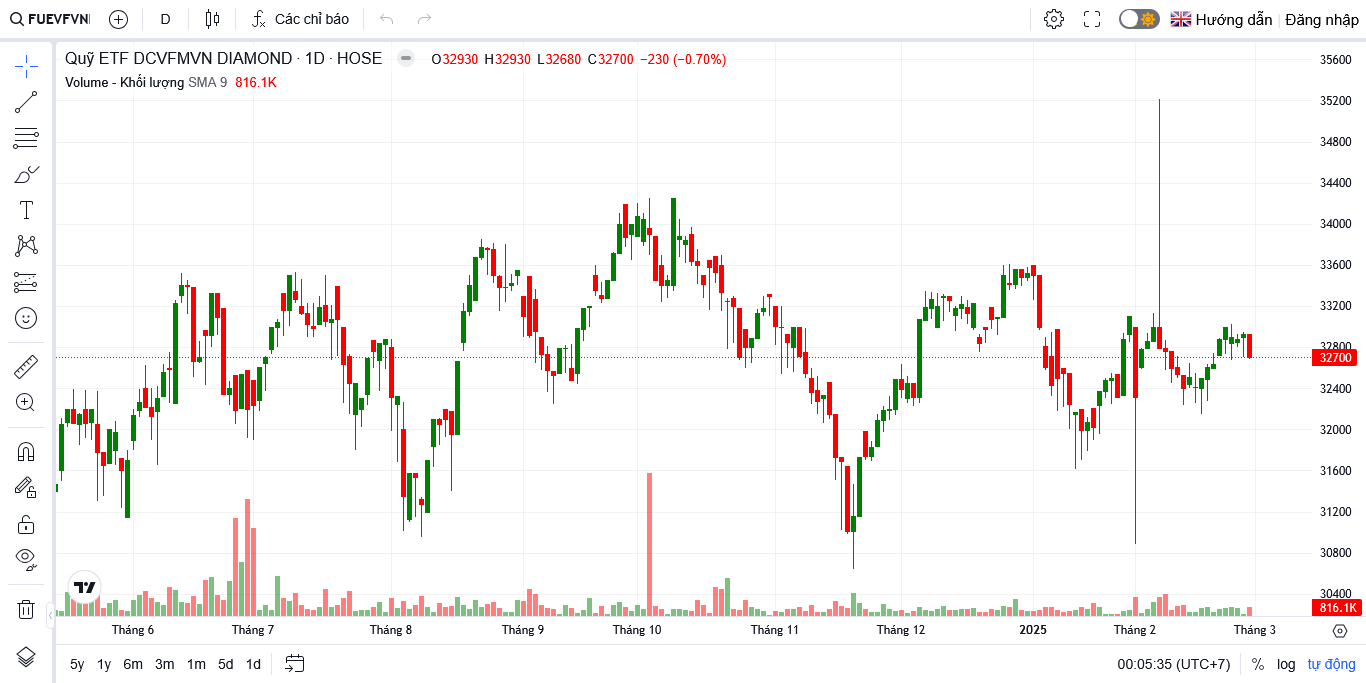 FUEVFVN
D
Các chỉ báo
Hướng dẫn
Đăng nhập
Quỹ ETF DCVFMVN DIAMOND · 1D · HOSE
O32930 H32930 L32680 C32700 −230 (−0.70%)
Volume - Khối lượng SMA 9 816.1K
35600
35200
34800
34400
34000
33600
33200
32800
32700
32400
32000
31600
31200
30800
30400
816.1K
Tháng 6 Tháng 7 Tháng 8 Tháng 9 Tháng 10 Tháng 11 Tháng 12 2025 Tháng 2 Tháng 3
5y 1y 6m 3m 1m 5d 1d
00:05:35 (UTC+7) % log tự động